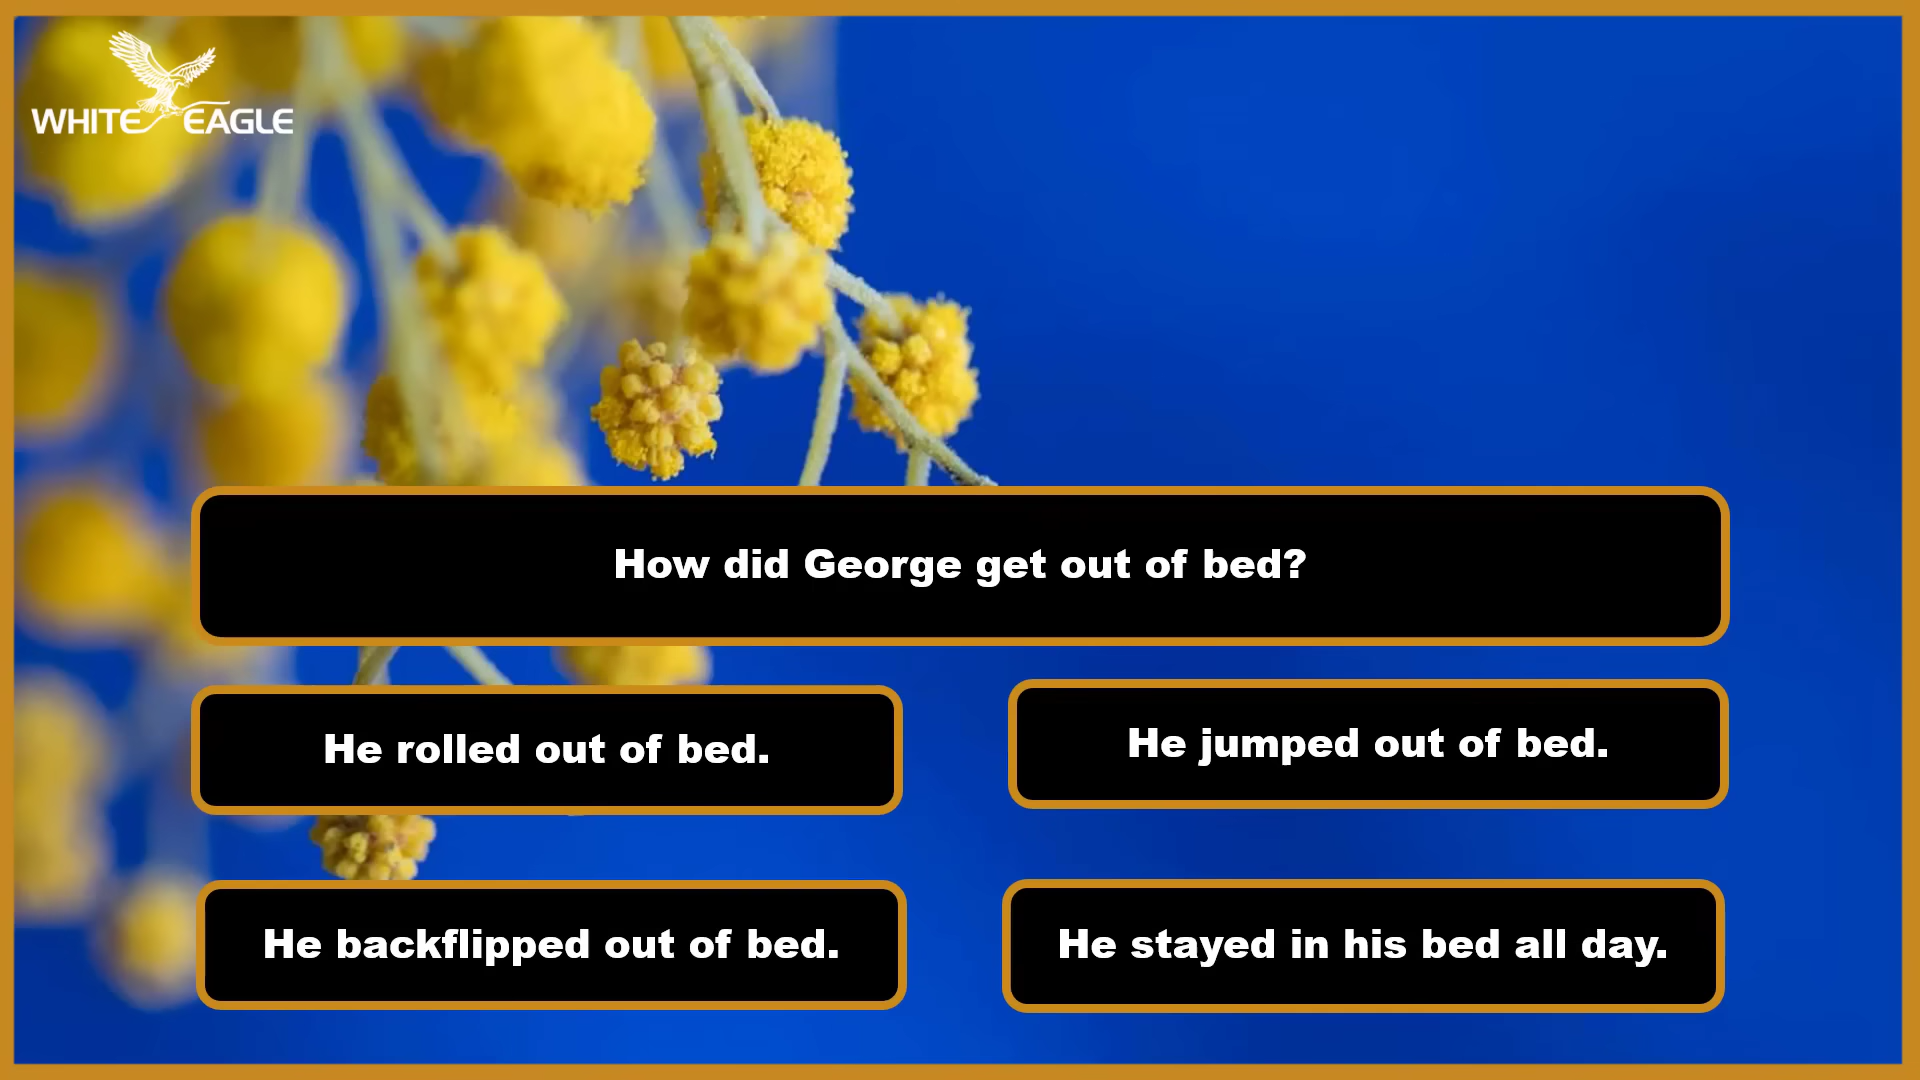 WHITE EAGLE
How did George get out of bed?
He rolled out of bed.
He jumped out of bed.
He backflipped out of bed.
He stayed in his bed all day.